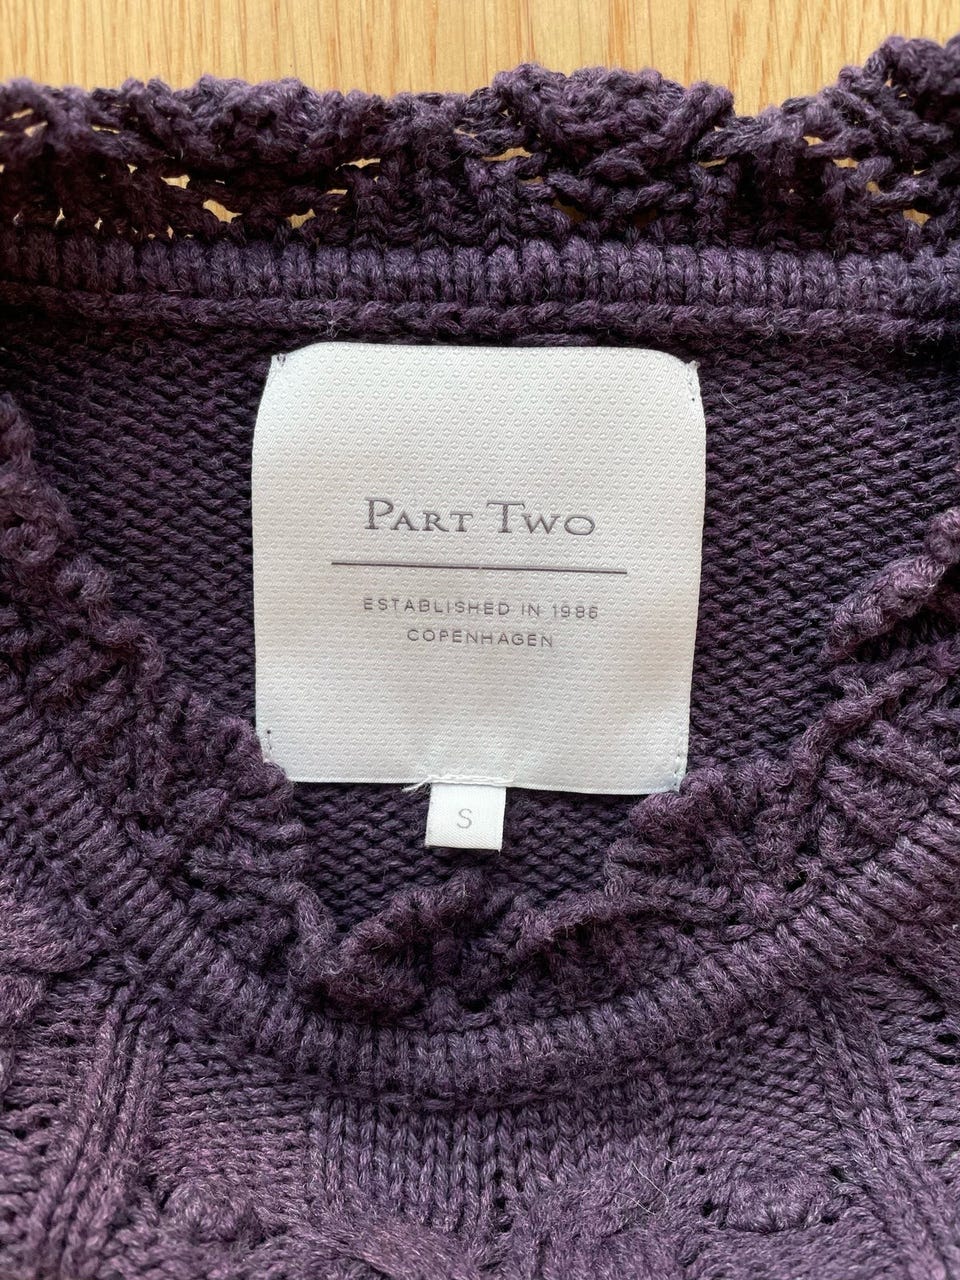 PART TWO
ESTABLISHED IN 1986
COPENHAGEN
S